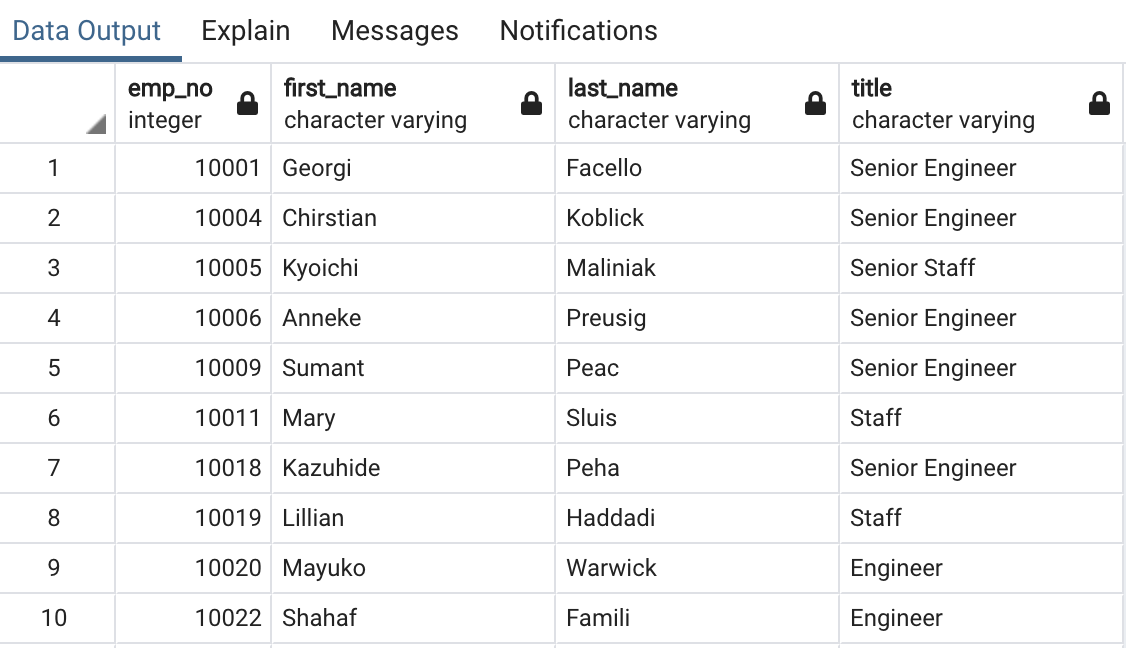 Data Output Explain Messages Notifications
emp_no first_name last_name title
integer character varying character varying character varying
1 10001 Georgi Facello Senior Engineer
2 10004 Chirstian Koblick Senior Engineer
3 10005 Kyoichi Maliniak Senior Staff
4 10006 Anneke Preusig Senior Engineer
5 10009 Sumant Peac Senior Engineer
6 10011 Mary Sluis Staff
7 10018 Kazuhide Peha Senior Engineer
8 10019 Lillian Haddadi Staff
9 10020 Mayuko Warwick Engineer
10 10022 Shahaf Famili Engineer